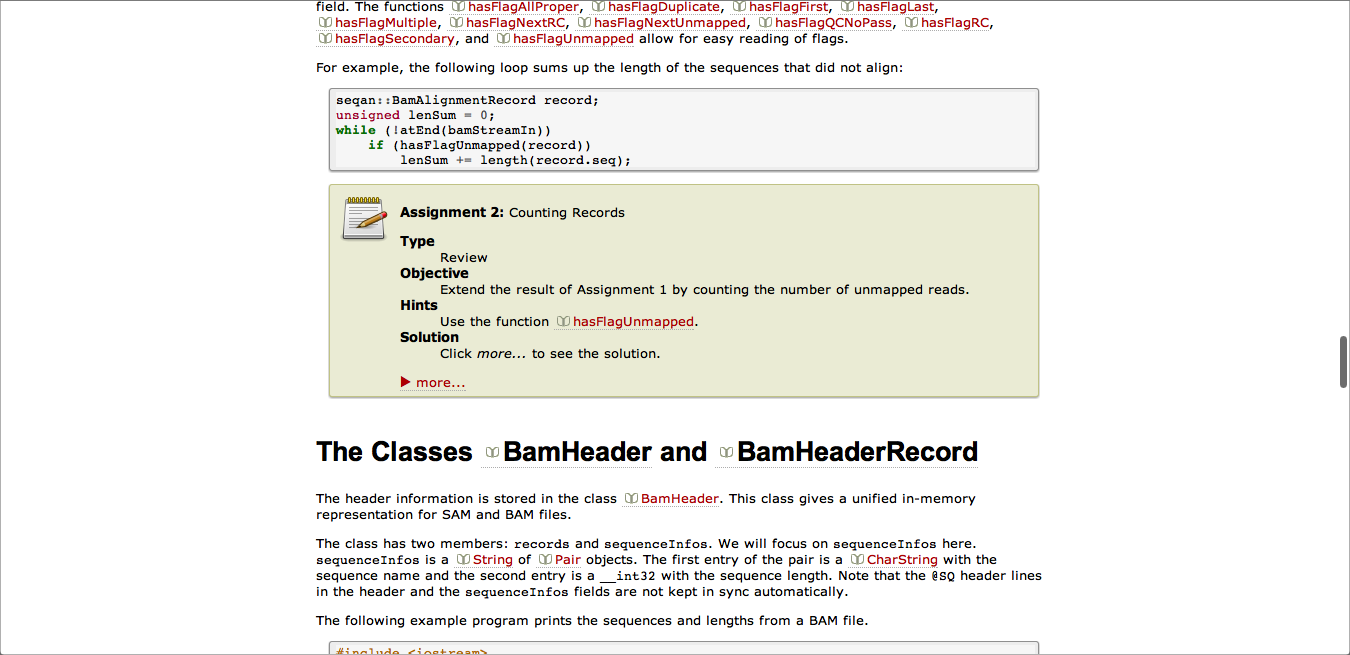 field. The functions hasFlagAllProper, hasFlagDuplicate, hasFlagFirst, hasFlagLast,
hasFlagMultiple, hasFlagNextRC, hasFlagNextUnmapped, hasFlagQCNoPass, hasFlagRC,
hasFlagSecondary, and hasFlagUnmapped allow for easy reading of flags.
For example, the following loop sums up the length of the sequences that did not align:
seqan::BamAlignmentRecord record;
unsigned lenSum = 0;
while (!atEnd(bamStreamIn))
    if (hasFlagUnmapped(record))
        lenSum += length(record.seq);
Assignment 2: Counting Records
Type
Review
Objective
Extend the result of Assignment 1 by counting the number of unmapped reads.
Hints
Use the function hasFlagUnmapped.
Solution
Click more... to see the solution.
more...
The Classes BamHeader and BamHeaderRecord
The header information is stored in the class BamHeader. This class gives a unified in-memory
representation for SAM and BAM files.
The class has two members: records and sequenceInfos. We will focus on sequenceInfos here.
sequenceInfos is a String of Pair objects. The first entry of the pair is a CharString with the
sequence name and the second entry is a __int32 with the sequence length. Note that the @SQ header lines
in the header and the sequenceInfos fields are not kept in sync automatically.
The following example program prints the sequences and lengths from a BAM file.
#include <iostream>